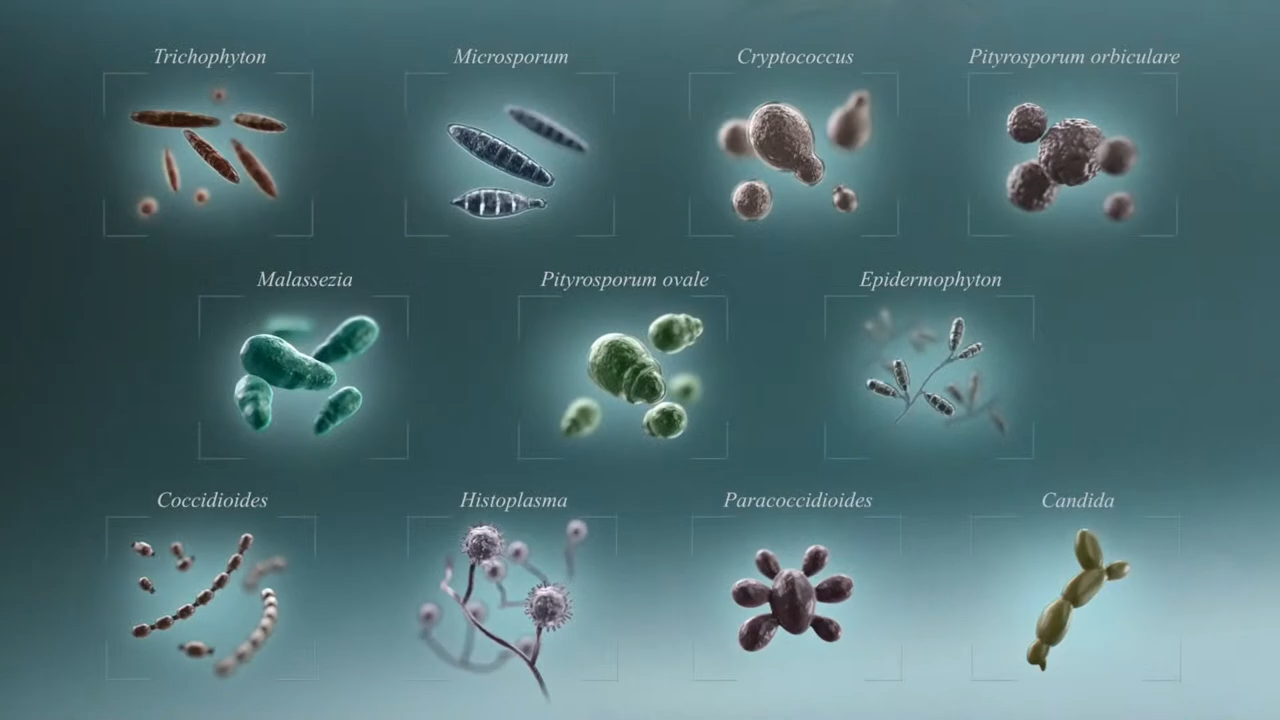 Trichophyton
Microsporum
Cryptococcus
Pityrosporum orbiculare
Malassezia
Pityrosporum ovale
Epidermophyton
Coccidioides
Histoplasma
Paracoccidioides
Candida